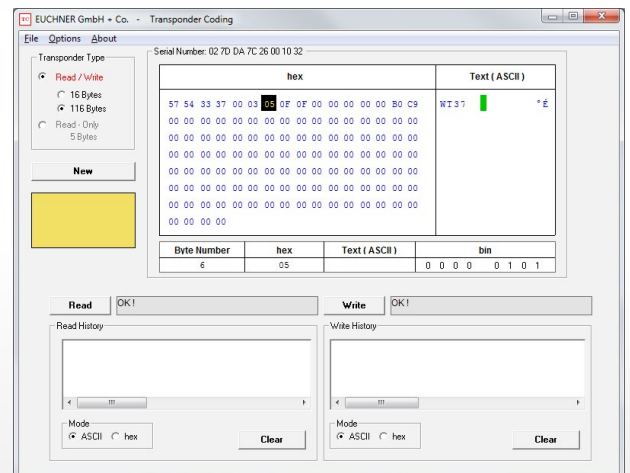 EUCHNER GmbH + Co. - Transponder Coding
File Options About
Transponder Type
Read / Write
16 Bytes
116 Bytes
Read - Only
5 Bytes
New
Serial Number: 02 7D DA 7C 26 00 10 32
hex Text ( ASCII )
57 54 33 37 00 03 05 0F 0F 00 00 00 00 00 B0 C9 WT37 °É
00 00 00 00 00 00 00 00 00 00 00 00 00 00 00 00
00 00 00 00 00 00 00 00 00 00 00 00 00 00 00 00
00 00 00 00 00 00 00 00 00 00 00 00 00 00 00 00
00 00 00 00 00 00 00 00 00 00 00 00 00 00 00 00
00 00 00 00 00 00 00 00 00 00 00 00 00 00 00 00
00 00 00 00 00 00 00 00 00 00 00 00 00 00 00 00
00 00 00 00
Byte Number hex Text ( ASCII ) bin
6 05 0 0 0 0 0 1 0 1
Read OK !
Write OK !
Read History
Write History
Mode
ASCII hex
Clear
Mode
ASCII hex
Clear